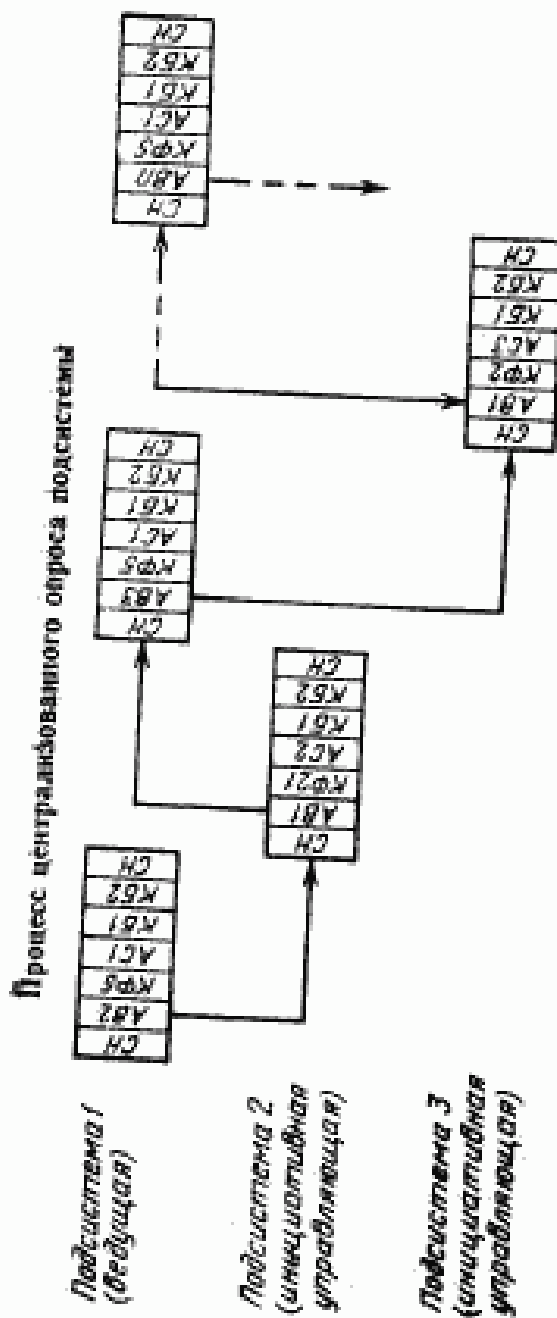 Процесс централизованного опроса подсистемы
Подсистема 1
(ведущая)
СН АВ2 КФ5 АС1 КБ1 КБ2 СН
СН АВ3 КФ5 АС1 КБ1 КБ2 СН
СН АВП КФ5 АС1 КБ1 КБ2 СН
Подсистема 2
(инициативная
управляющая)
СН АВ1 КФ21 АС2 КБ1 КБ2 СН
Подсистема 3
(инициативная
управляющая)
СН АВ1 КФ2 АС3 КБ1 КБ2 СН